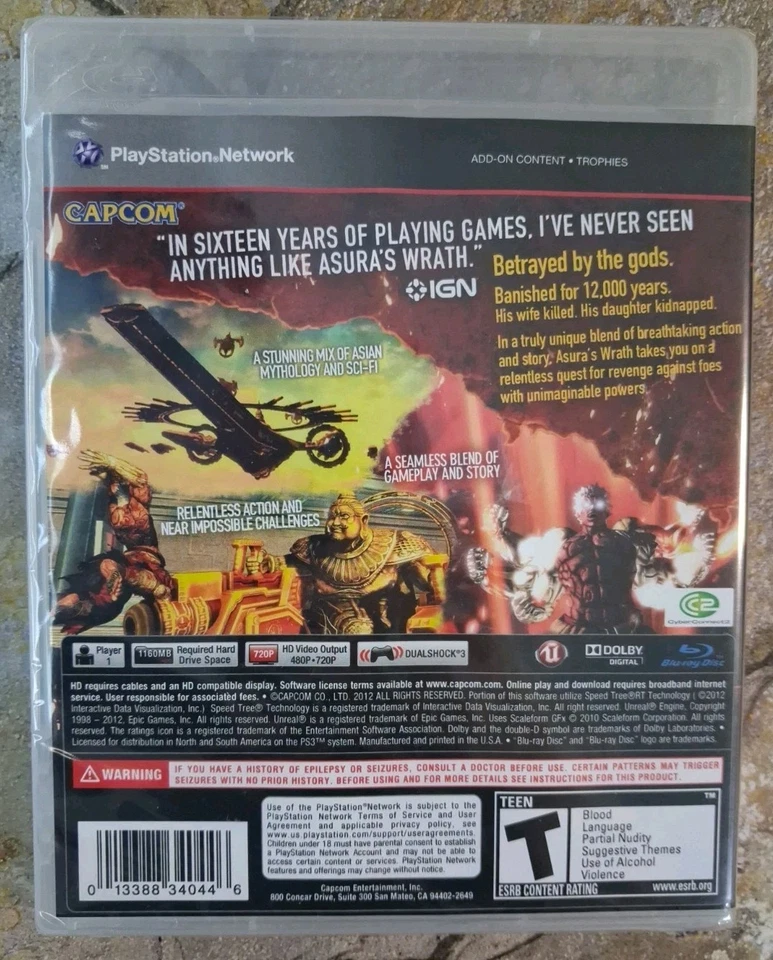 PlayStation®Network
ADD-ON CONTENT • TROPHIES
CAPCOM®
"IN SIXTEEN YEARS OF PLAYING GAMES, I'VE NEVER SEEN
ANYTHING LIKE ASURA'S WRATH."
IGN
Betrayed by the gods.
Banished for 12,000 years.
His wife killed. His daughter kidnapped.
In a truly unique blend of breathtaking action
and story, Asura's Wrath takes you on a
relentless quest for revenge against foes
with unimaginable powers.
A STUNNING MIX OF ASIAN
MYTHOLOGY AND SCI-FI
A SEAMLESS BLEND OF
GAMEPLAY AND STORY
RELENTLESS ACTION AND
NEAR IMPOSSIBLE CHALLENGES
C2
CyberConnect2
Player
1
1160MB
Required Hard
Drive Space
720P
HD Video Output
480P•720P
DUALSHOCK®3
DOLBY
DIGITAL
Blu-ray Disc
HD requires cables and an HD compatible display. Software license terms available at www.capcom.com. Online play and download requires broadband internet
service. User responsible for associated fees. • ©CAPCOM CO., LTD. 2012 ALL RIGHTS RESERVED. Portion of this software utilize Speed Tree®RT Technology ( ©2012
Interactive Data Visualization, Inc.) Speed Tree® Technology is a registered trademark of Interactive Data Visualization, Inc. All right reserved. Unreal® Engine, Copyright
1998 – 2012, Epic Games, Inc. All rights reserved. Unreal® is a registered trademark of Epic Games, Inc. Uses Scaleform GFx © 2010 Scaleform Corporation. All rights
reserved. The ratings icon is a registered trademark of the Entertainment Software Association. Dolby and the double-D symbol are trademarks of Dolby Laboratories. •
Licensed for distribution in North and South America on the PS3™ system. Manufactured and printed in the U.S.A. • "Blu-ray Disc" and "Blu-ray Disc" logo are trademarks.
WARNING
IF YOU HAVE A HISTORY OF EPILEPSY OR SEIZURES, CONSULT A DOCTOR BEFORE USE. CERTAIN PATTERNS MAY TRIGGER
SEIZURES WITH NO PRIOR HISTORY. BEFORE USING AND FOR MORE DETAILS SEE INSTRUCTIONS FOR THIS PRODUCT.
0 13388 34044 6
Use of the PlayStation®Network is subject to the
PlayStation Network Terms of Service and User
Agreement and applicable privacy policy, see
www.us.playstation.com/support/useragreements.
Children under 18 must have parental consent to establish
a PlayStation Network Account and may not be able to
access certain content or services. PlayStation Network
features and offerings may change without notice.
Capcom Entertainment, Inc.
800 Concar Drive, Suite 300 San Mateo, CA 94402-2649
TEEN
TM
T
Blood
Language
Partial Nudity
Suggestive Themes
Use of Alcohol
Violence
ESRB CONTENT RATING
www.esrb.org